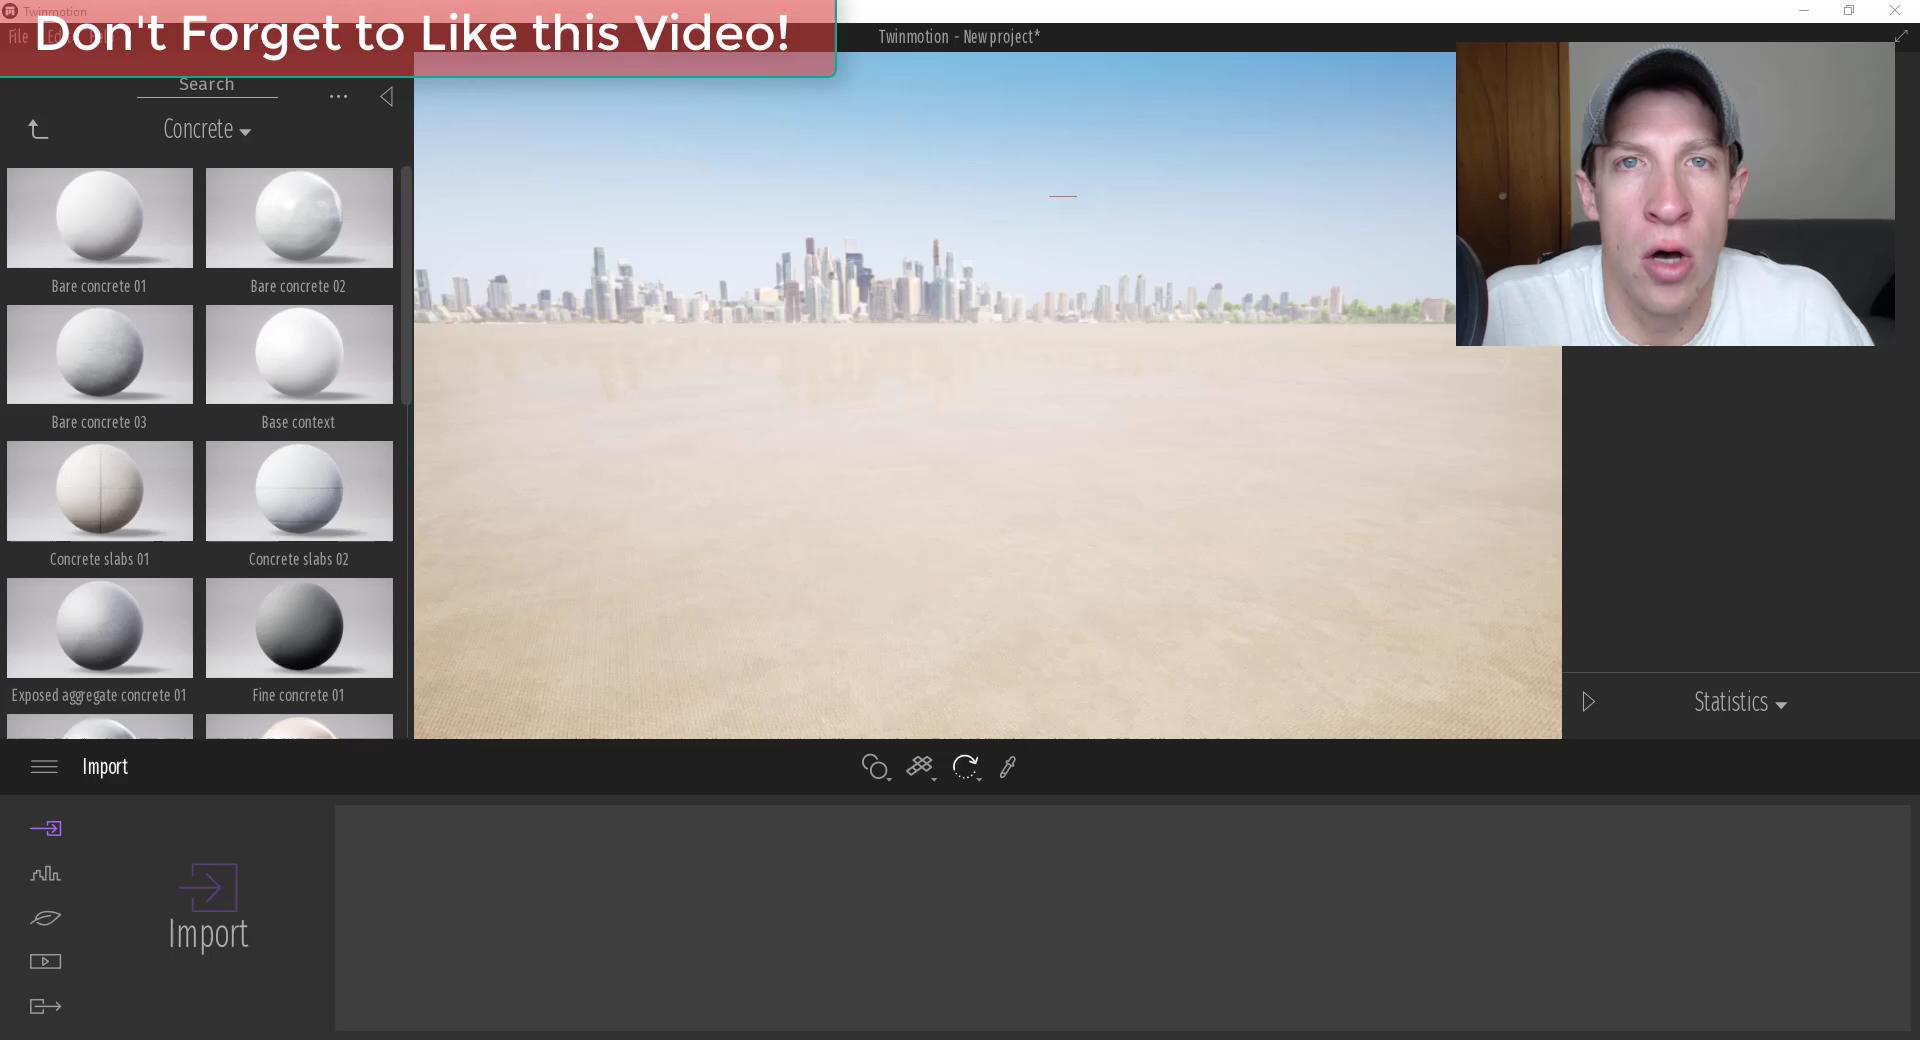 Twinmotion
Don't Forget to Like this Video!
File
Twinmotion - New project*
Search
Concrete
Bare concrete 01
Bare concrete 02
Bare concrete 03
Base context
Concrete slabs 01
Concrete slabs 02
Exposed aggregate concrete 01
Fine concrete 01
Statistics
Import
Import